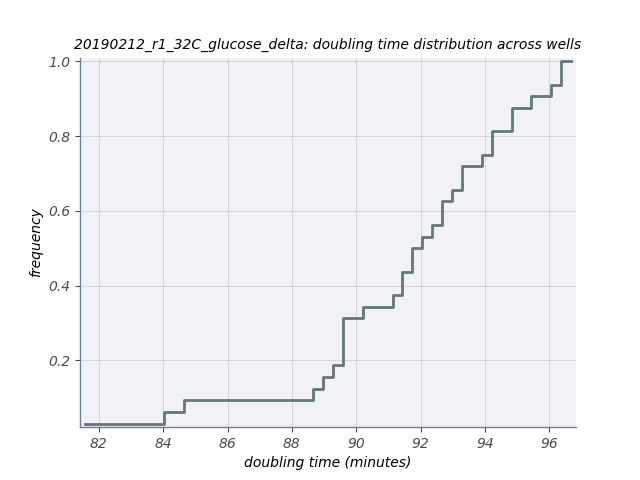 20190212_r1_32C_glucose_delta: doubling time distribution across wells
1.0
0.8
0.6
0.4
0.2
frequency
82 84 86 88 90 92 94 96
doubling time (minutes)